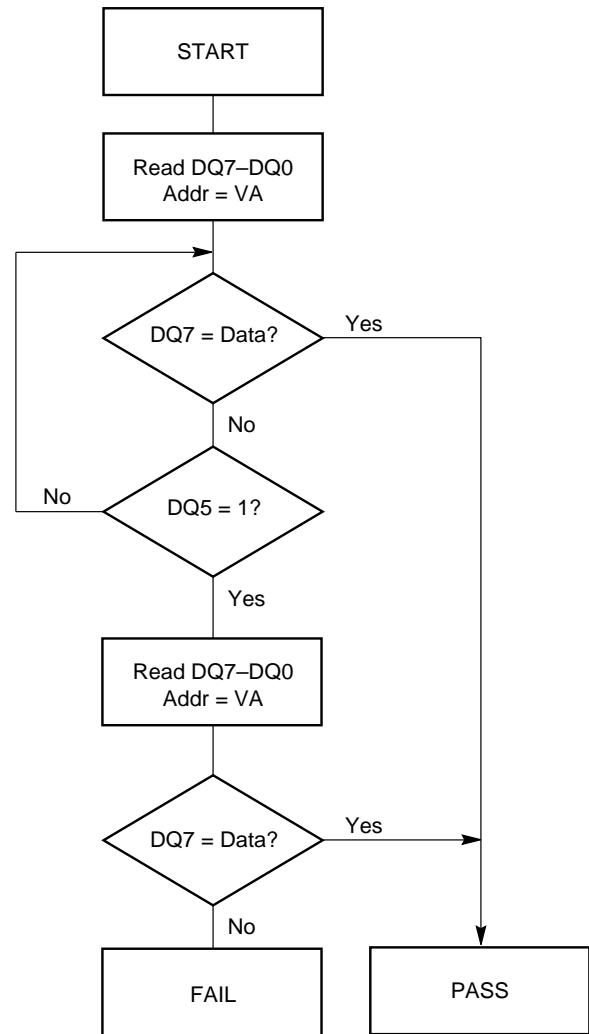 START
Read DQ7–DQ0
Addr = VA
DQ7 = Data?
Yes
No
No
DQ5 = 1?
Yes
Read DQ7–DQ0
Addr = VA
DQ7 = Data?
Yes
No
FAIL
PASS